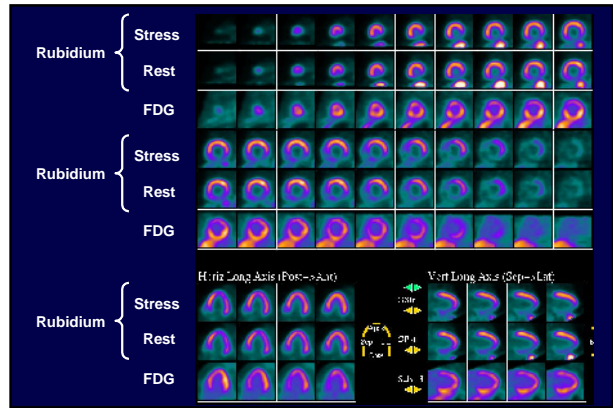 Rubidium
Stress
Rest
FDG
Rubidium
Stress
Rest
FDG
Horiz Long Axis (Post->Ant)
Vert Long Axis (Sep->Lat)
Rubidium
Stress
Rest
FDG